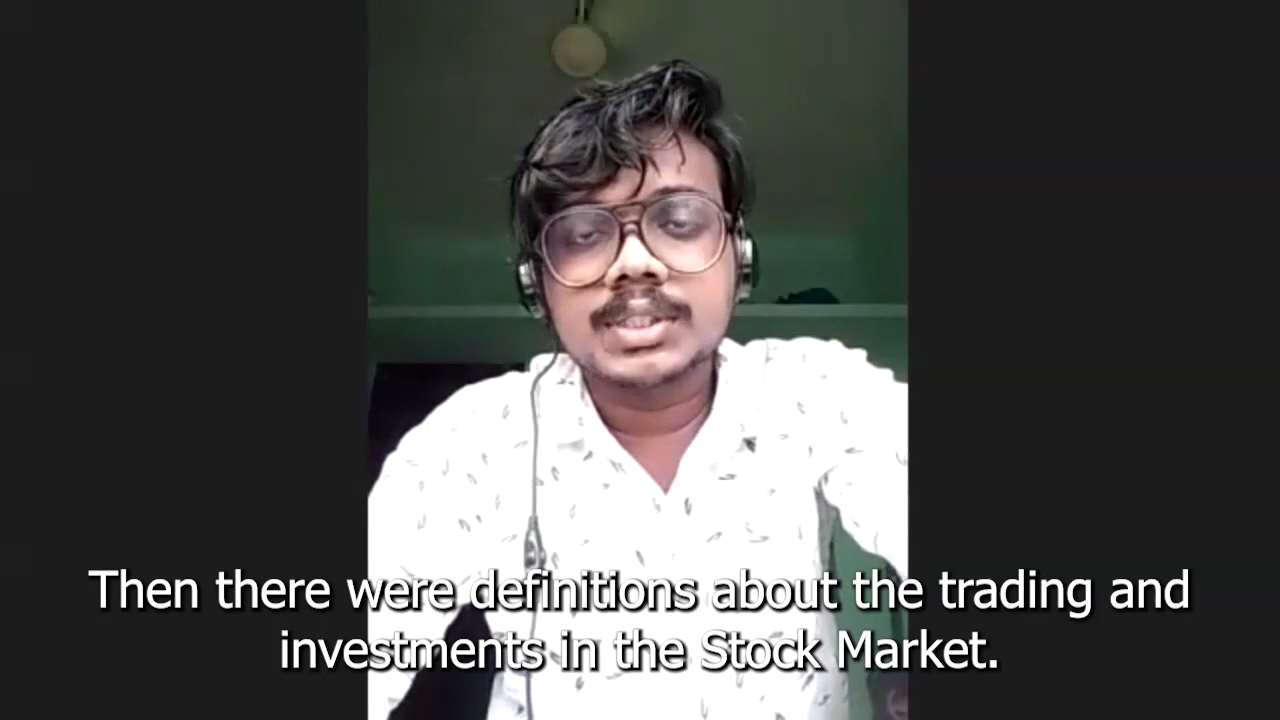 Then there were definitions about the trading and
investments in the Stock Market.